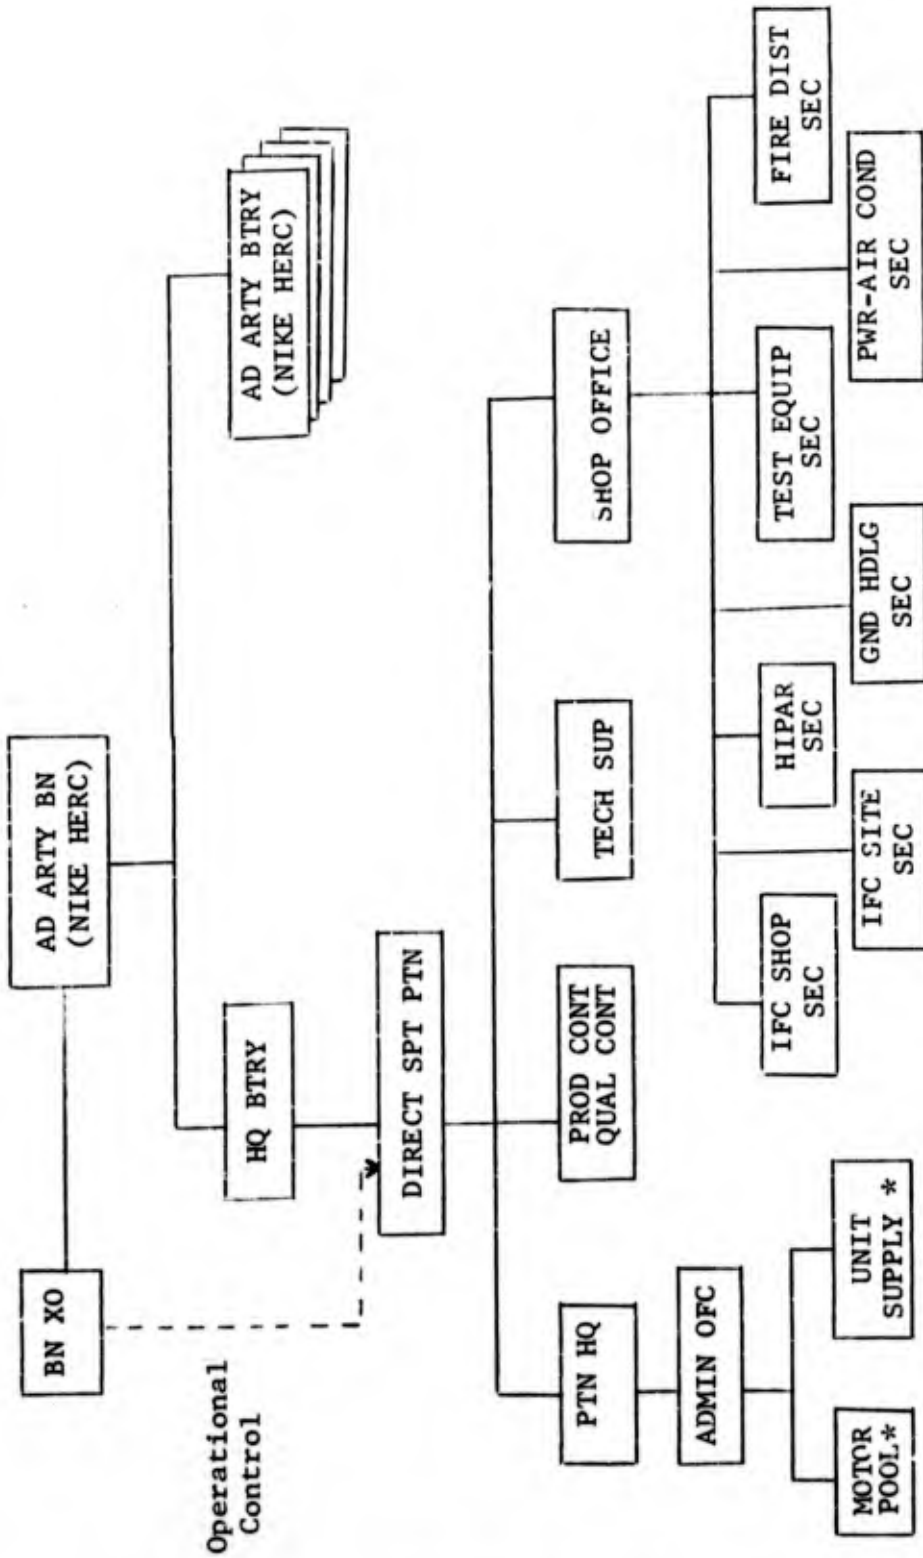 AD ARTY BN
(NIKE HERC)
BN XO
Operational
Control
HQ BTRY
AD ARTY BTRY
(NIKE HERC)
DIRECT SPT PTN
PTN HQ
PROD CONT
QUAL CONT
TECH SUP
SHOP OFFICE
ADMIN OFC
MOTOR
POOL*
UNIT
SUPPLY *
IFC SHOP
SEC
HIPAR
SEC
TEST EQUIP
SEC
FIRE DIST
SEC
IFC SITE
SEC
GND HDLG
SEC
PWR-AIR COND
SEC